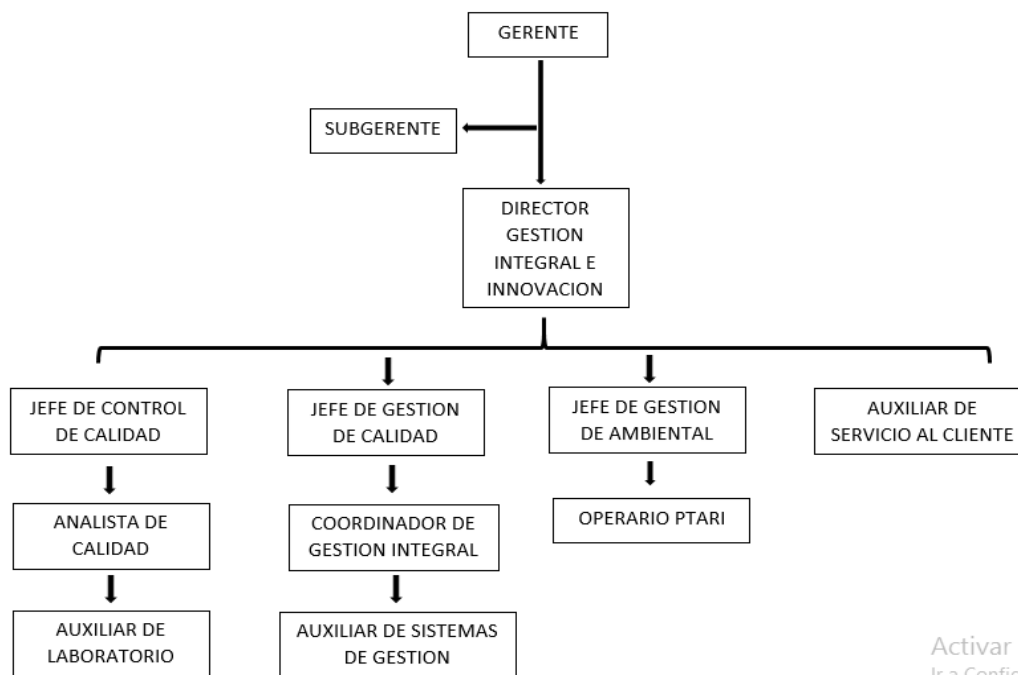 GERENTE
SUBGERENTE
DIRECTOR
GESTION
INTEGRAL E
INNOVACION
JEFE DE CONTROL
DE CALIDAD
JEFE DE GESTION
DE CALIDAD
JEFE DE GESTION
DE AMBIENTAL
AUXILIAR DE
SERVICIO AL CLIENTE
ANALISTA DE
CALIDAD
COORDINADOR DE
GESTION INTEGRAL
OPERARIO PTARI
AUXILIAR DE
LABORATORIO
AUXILIAR DE SISTEMAS
DE GESTION
Activar